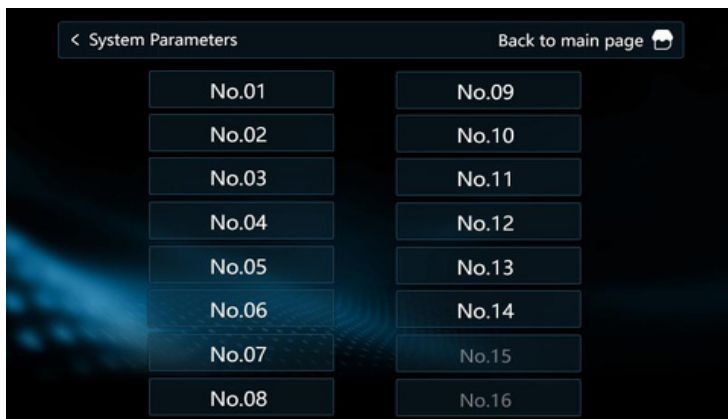 < System Parameters
Back to main page
No.01
No.02
No.03
No.04
No.05
No.06
No.07
No.08
No.09
No.10
No.11
No.12
No.13
No.14
No.15
No.16